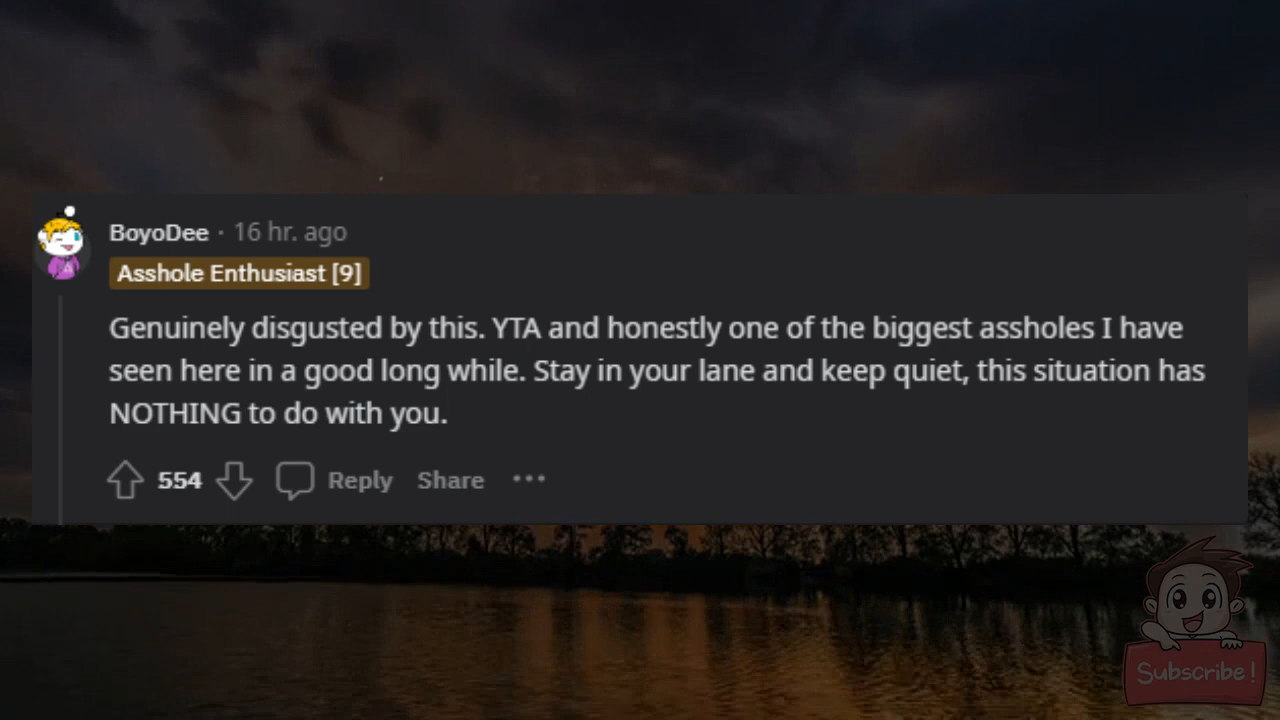 BoyoDee · 16 hr. ago
Asshole Enthusiast [9]
Genuinely disgusted by this. YTA and honestly one of the biggest assholes I have
seen here in a good long while. Stay in your lane and keep quiet, this situation has
NOTHING to do with you.
554 Reply Share ···
Subscribe!